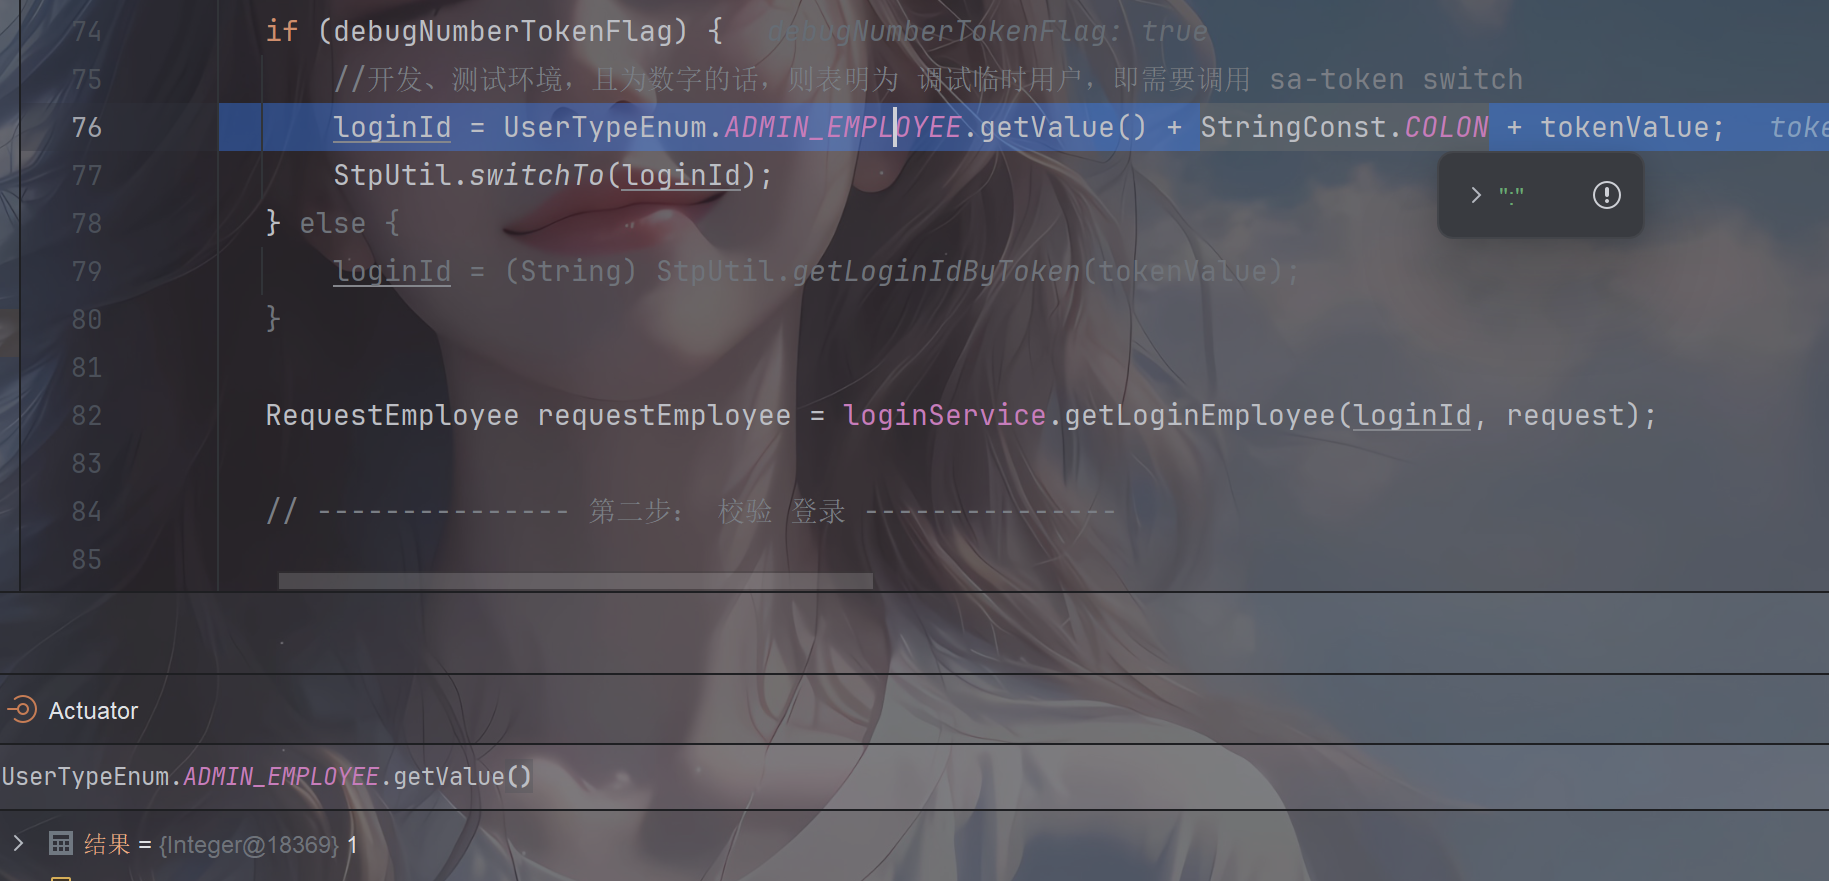 74 if (debugNumberTokenFlag) { debugNumberTokenFlag: true
75 //开发、测试环境，且为数字的话，则表明为 调试临时用户，即需要调用 sa-token switch
76 loginId = UserTypeEnum.ADMIN_EMPLOYEE.getValue() + StringConst.COLON + tokenValue; toke
77 StpUtil.switchTo(loginId);
":"
78 } else {
79 loginId = (String) StpUtil.getLoginIdByToken(tokenValue);
80 }
81
82 RequestEmployee requestEmployee = loginService.getLoginEmployee(loginId, request);
83
84 // --------------- 第二步： 校验 登录 ---------------
85
Actuator
UserTypeEnum.ADMIN_EMPLOYEE.getValue()
结果 = {Integer@18369} 1